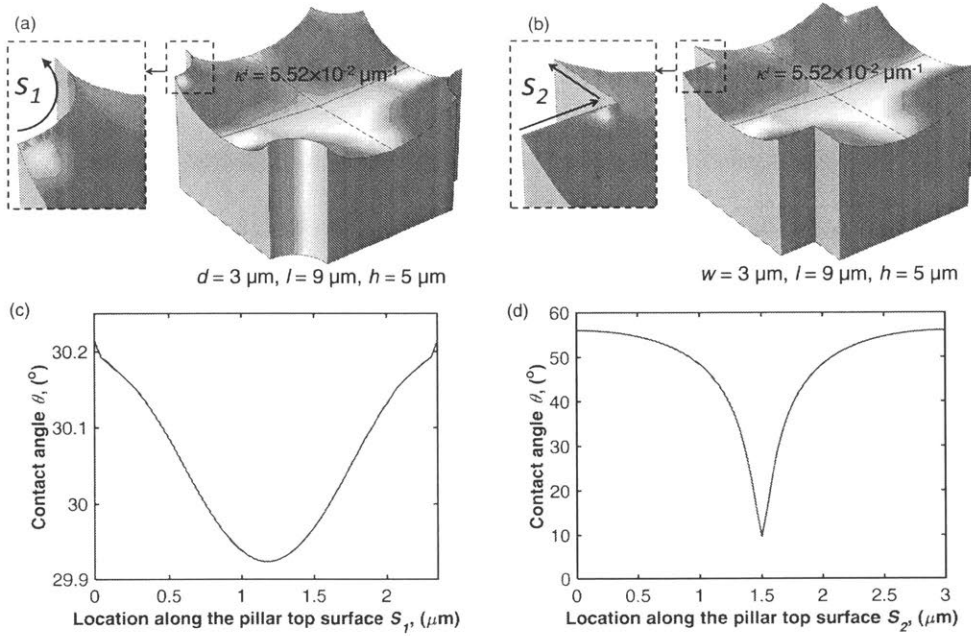 (a)
S1
κ' = 5.52×10⁻² µm⁻¹
d = 3 µm, l = 9 µm, h = 5 µm
(b)
S2
κ' = 5.52×10⁻² µm⁻¹
w = 3 µm, l = 9 µm, h = 5 µm
(c)
Contact angle θ, (°)
30.2
30.1
30
29.9
0 0.5 1 1.5 2
Location along the pillar top surface S1, (µm)
(d)
Contact angle θ, (°)
60
50
40
30
20
10
0
0 0.5 1 1.5 2 2.5 3
Location along the pillar top surface S2, (µm)